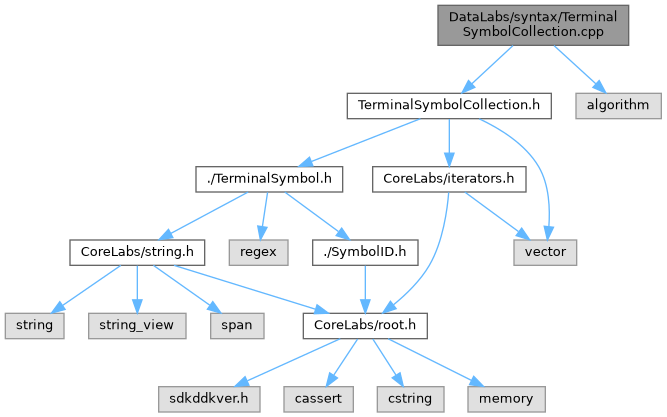 DataLabs/syntax/Terminal
SymbolCollection.cpp
TerminalSymbolCollection.h
algorithm
./TerminalSymbol.h
CoreLabs/iterators.h
CoreLabs/string.h
regex
./SymbolID.h
vector
string
string_view
span
CoreLabs/root.h
sdkddkver.h
cassert
cstring
memory